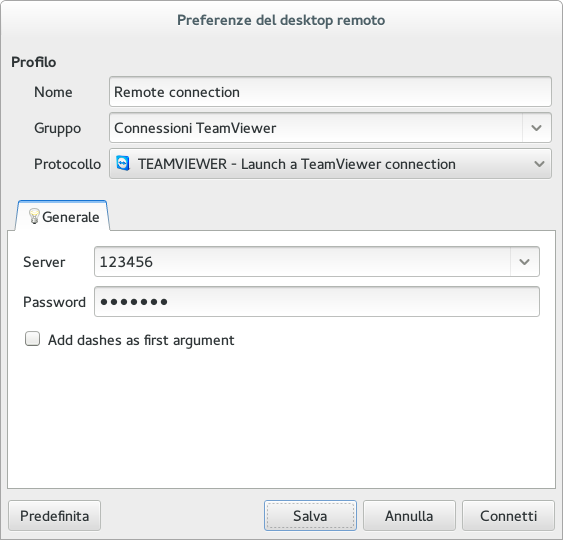 Preferenze del desktop remoto
Profilo
Nome Remote connection
Gruppo Connessioni TeamViewer
Protocollo TEAMVIEWER - Launch a TeamViewer connection
Generale
Server 123456
Password ●●●●●●●
Add dashes as first argument
Predefinita Salva Annulla Connetti